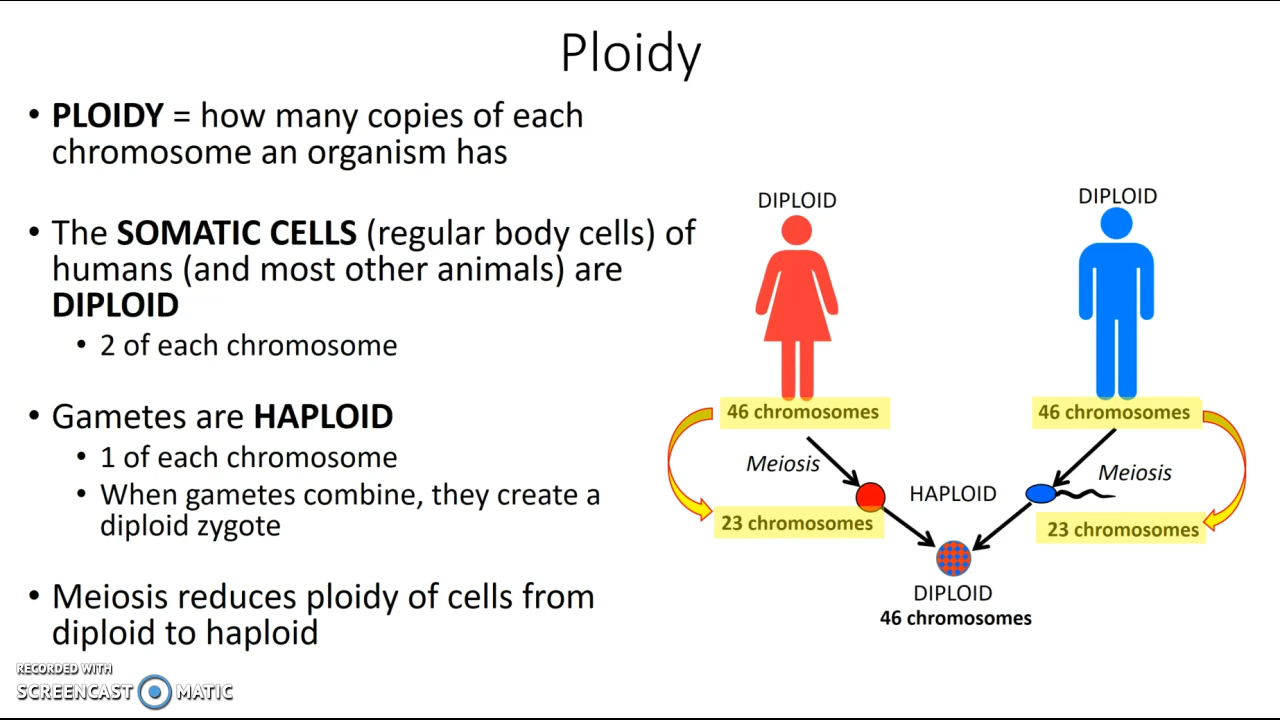 Ploidy
• PLOIDY = how many copies of each
chromosome an organism has
• The SOMATIC CELLS (regular body cells) of
humans (and most other animals) are
DIPLOID
• 2 of each chromosome
• Gametes are HAPLOID
• 1 of each chromosome
• When gametes combine, they create a
diploid zygote
• Meiosis reduces ploidy of cells from
diploid to haploid
DIPLOID
DIPLOID
46 chromosomes
46 chromosomes
Meiosis
Meiosis
HAPLOID
23 chromosomes
23 chromosomes
DIPLOID
46 chromosomes
RECORDED WITH
SCREENCAST MATIC